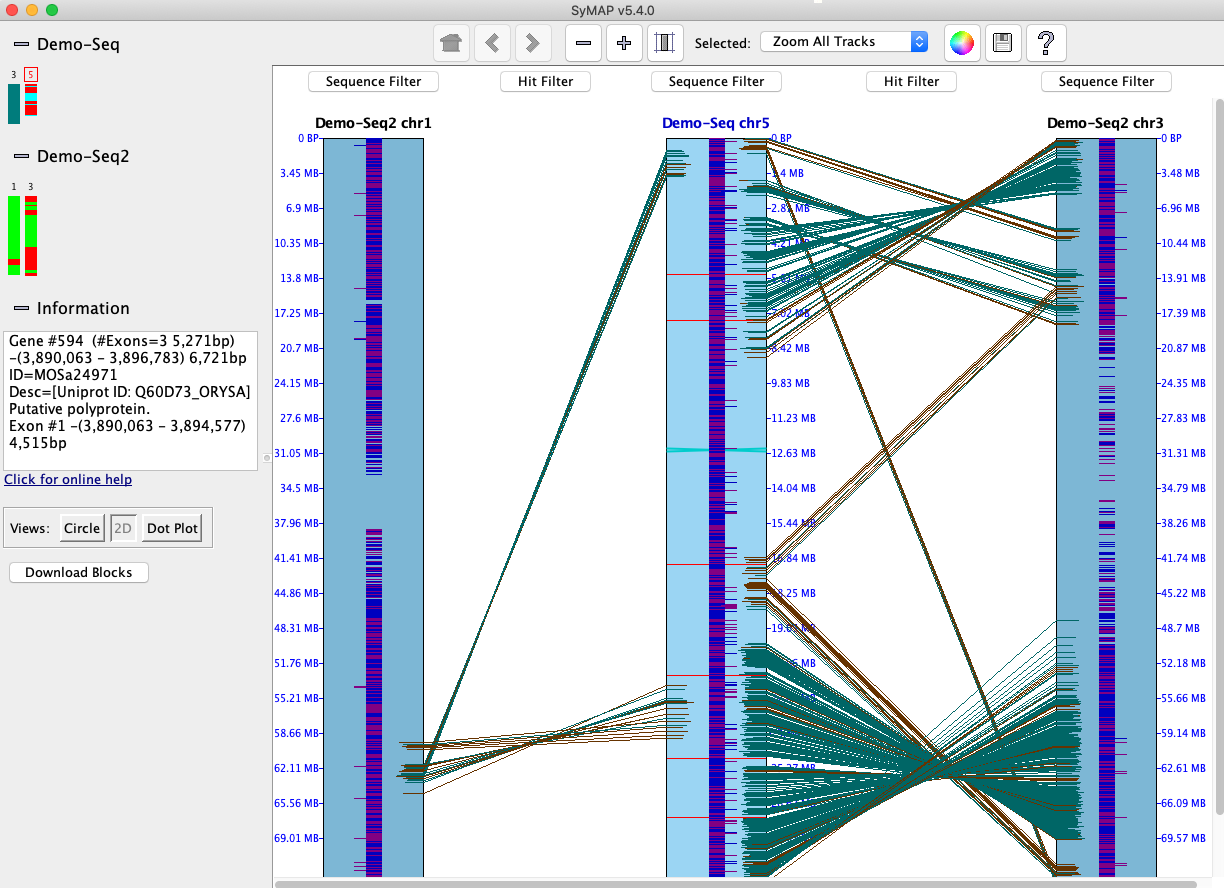 SyMAP v5.4.0
Demo-Seq
3 5
Demo-Seq2
1 3
Information
Gene #594 (#Exons=3 5,271bp)
-(3,890,063 - 3,896,783) 6,721bp
ID=MOSa24971
Desc=[Uniprot ID: Q60D73_ORYSA]
Putative polyprotein.
Exon #1 -(3,890,063 - 3,894,577)
4,515bp
Click for online help
Views: Circle 2D Dot Plot
Download Blocks
Selected: Zoom All Tracks
?
Sequence Filter Hit Filter Sequence Filter Hit Filter Sequence Filter
Demo-Seq2 chr1
0 BP
3.45 MB
6.9 MB
10.35 MB
13.8 MB
17.25 MB
20.7 MB
24.15 MB
27.6 MB
31.05 MB
34.5 MB
37.96 MB
41.41 MB
44.86 MB
48.31 MB
51.76 MB
55.21 MB
58.66 MB
62.11 MB
65.56 MB
69.01 MB
Demo-Seq chr5
0 BP
MB
MB
MB
7.02 MB
8.42 MB
9.83 MB
11.23 MB
12.63 MB
14.04 MB
15.44 MB
16.84 MB
MB
MB
MB
MB
Demo-Seq2 chr3
0 BP
3.48 MB
6.96 MB
10.44 MB
13.91 MB
17.39 MB
20.87 MB
24.35 MB
27.83 MB
31.31 MB
34.79 MB
38.26 MB
41.74 MB
45.22 MB
48.7 MB
52.18 MB
55.66 MB
59.14 MB
62.61 MB
66.09 MB
69.57 MB